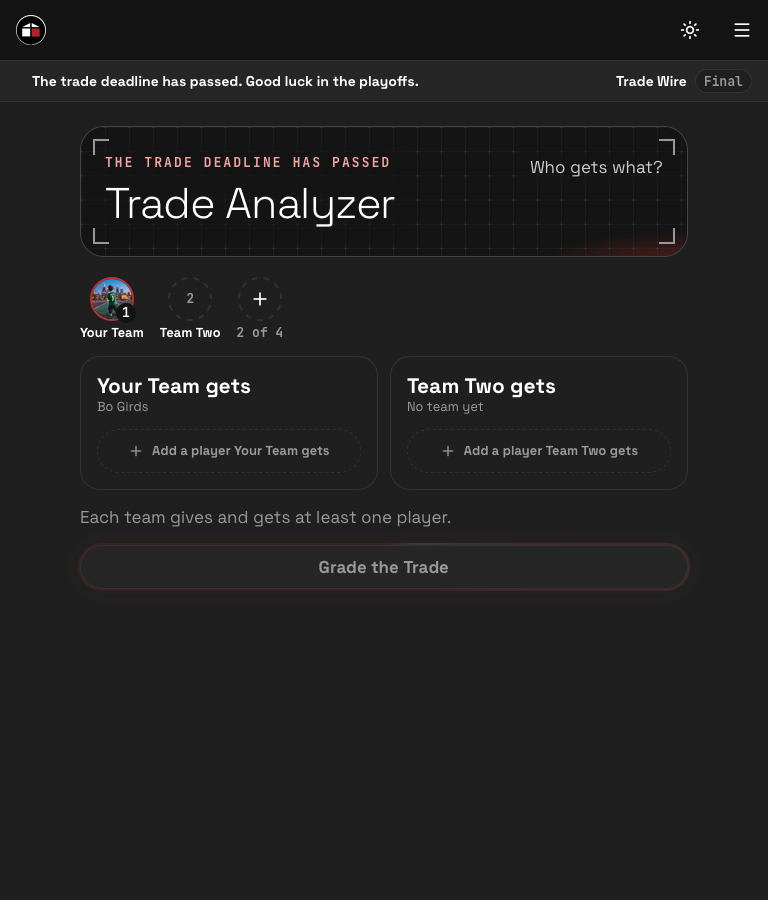 The trade deadline has passed. Good luck in the playoffs.
Trade Wire Final
THE TRADE DEADLINE HAS PASSED
Who gets what?
Trade Analyzer
1
2
Your Team
Team Two
2 of 4
Your Team gets
Bo Girds
Add a player Your Team gets
Team Two gets
No team yet
Add a player Team Two gets
Each team gives and gets at least one player.
Grade the Trade